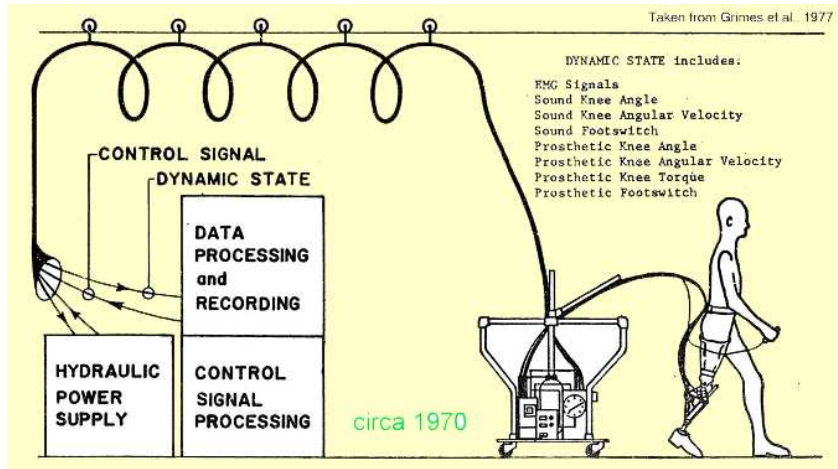 Taken from Grimes et al., 1977
DYNAMIC STATE includes:
EMG Signals
Sound Knee Angle
Sound Knee Angular Velocity
Sound Footswitch
Prosthetic Knee Angle
Prosthetic Knee Angular Velocity
Prosthetic Knee Torque
Prosthetic Footswitch
CONTROL SIGNAL
DYNAMIC STATE
DATA
PROCESSING
and
RECORDING
HYDRAULIC
POWER
SUPPLY
CONTROL
SIGNAL
PROCESSING
circa 1970